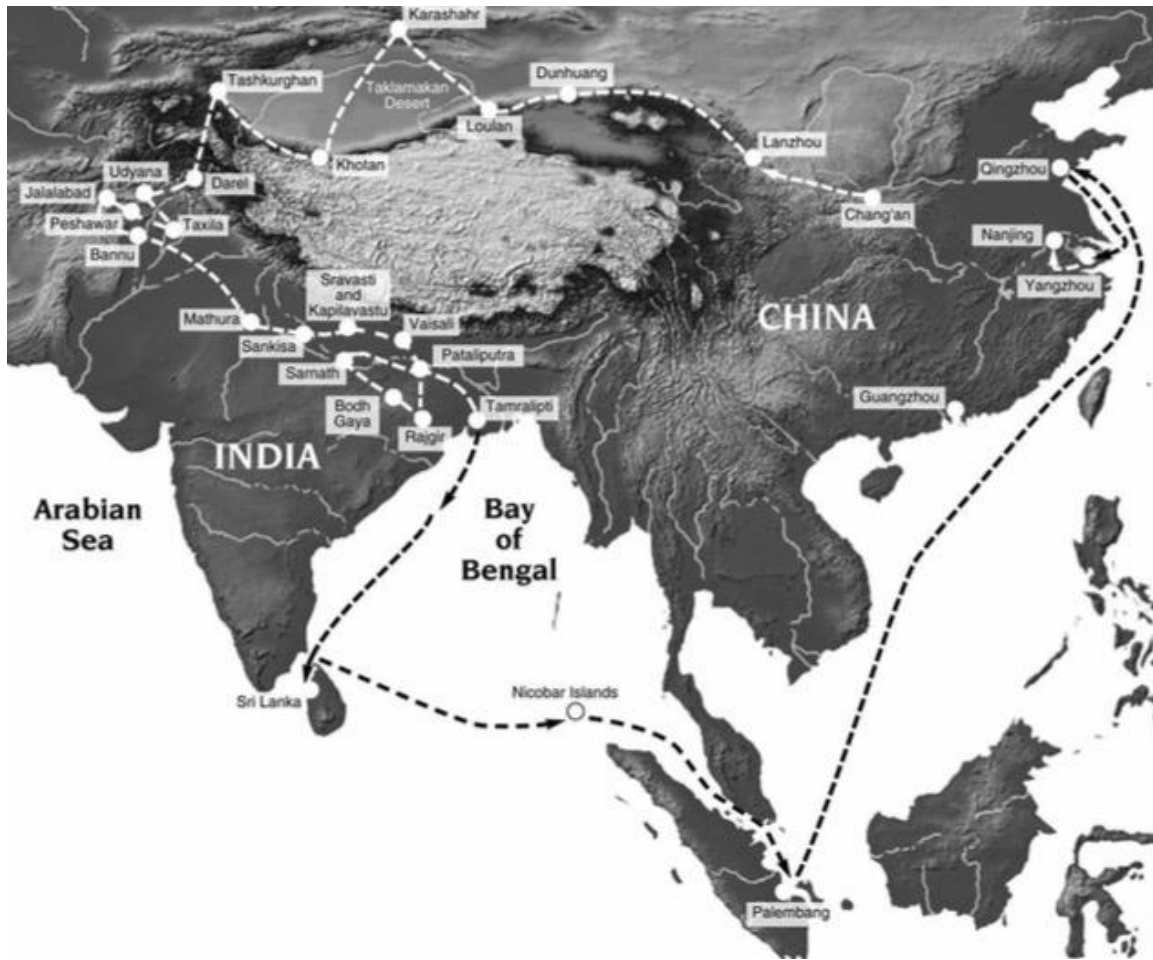 Karashahr
Tashkurghan
Dunhuang
Taklamakan
Desert
Loulan
Lanzhou
Khotan
Qingzhou
Udyana
Darel
Jalalabad
Chang'an
Peshawar
Taxila
Nanjing
Bannu
Yangzhou
Sravasti
and
Kapilavastu
Mathura
CHINA
Vaisali
Sankisa
Pataliputra
Sarnath
Guangzhou
Bodh
Gaya
Tamralipti
Rajgir
INDIA
Arabian
Sea
Bay
of
Bengal
Nicobar Islands
Sri Lanka
Palembang